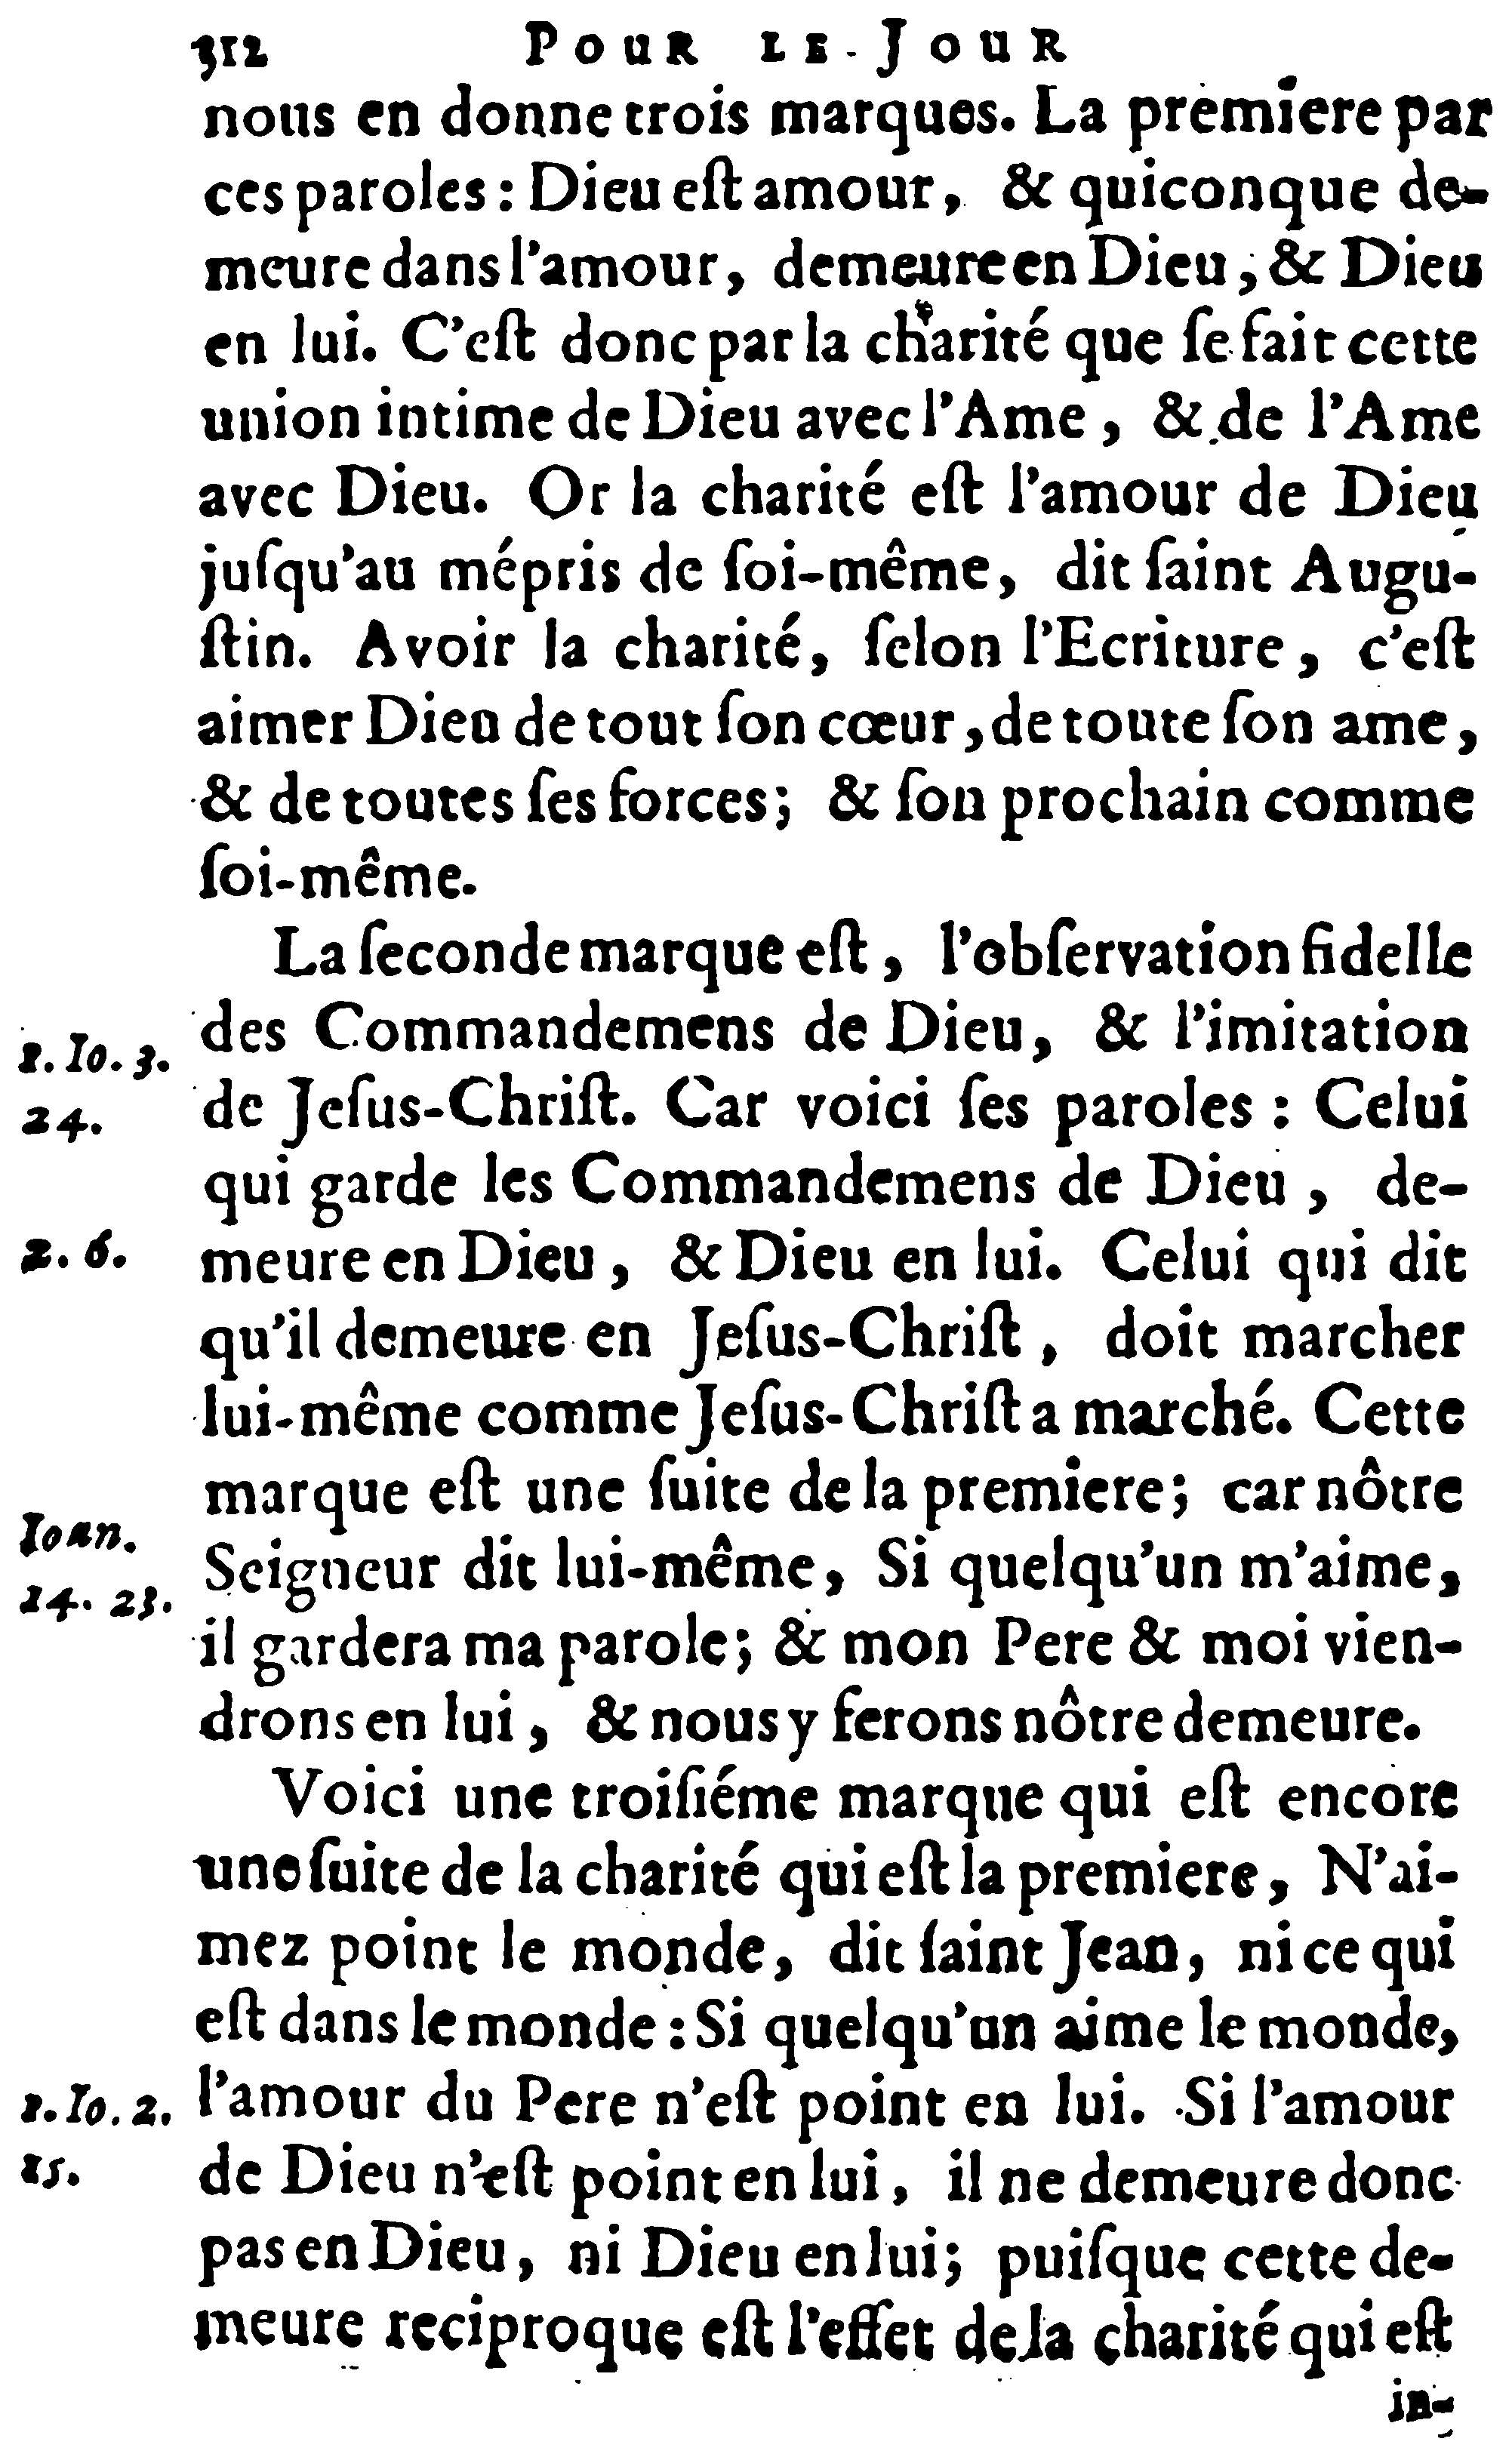 312 POUR LE JOUR
nous en donne trois marques. La premiere par
ces paroles : Dieu eſt amour, & quiconque de-
meure dans l'amour, demeure en Dieu, & Dieu
en lui. C'eſt donc par la charité que ſe fait cette
union intime de Dieu avec l'Ame, & de l'Ame
avec Dieu. Or la charité eſt l'amour de Dieu
juſqu'au mépris de ſoi-même, dit ſaint Augu-
ſtin. Avoir la charité, ſelon l'Ecriture, c'eſt
aimer Dieu de tout ſon cœur, de toute ſon ame,
& de toutes ſes forces; & ſon prochain comme
ſoi-même.
La ſeconde marque eſt, l'obſervation fidelle
des Commandemens de Dieu, & l'imitation
1. Io. 3.
24.
de Jeſus-Chriſt. Car voici ſes paroles : Celui
qui garde les Commandemens de Dieu, de-
2. 6.
meure en Dieu, & Dieu en lui. Celui qui dit
qu'il demeure en Jeſus-Chriſt, doit marcher
lui-même comme Jeſus-Chriſt a marché. Cette
marque eſt une ſuite de la premiere; car nôtre
Ioan.
14. 23.
Seigneur dit lui-même, Si quelqu'un m'aime,
il gardera ma parole; & mon Pere & moi vien-
drons en lui, & nous y ferons nôtre demeure.
Voici une troiſiéme marque qui eſt encore
une ſuite de la charité qui eſt la premiere, N'ai-
mez point le monde, dit ſaint Jean, ni ce qui
eſt dans le monde : Si quelqu'un aime le monde,
1. Io. 2.
15.
l'amour du Pere n'eſt point en lui. Si l'amour
de Dieu n'eſt point en lui, il ne demeure donc
pas en Dieu, ni Dieu en lui; puiſque cette de-
meure reciproque eſt l'effet de la charité qui eſt
in-